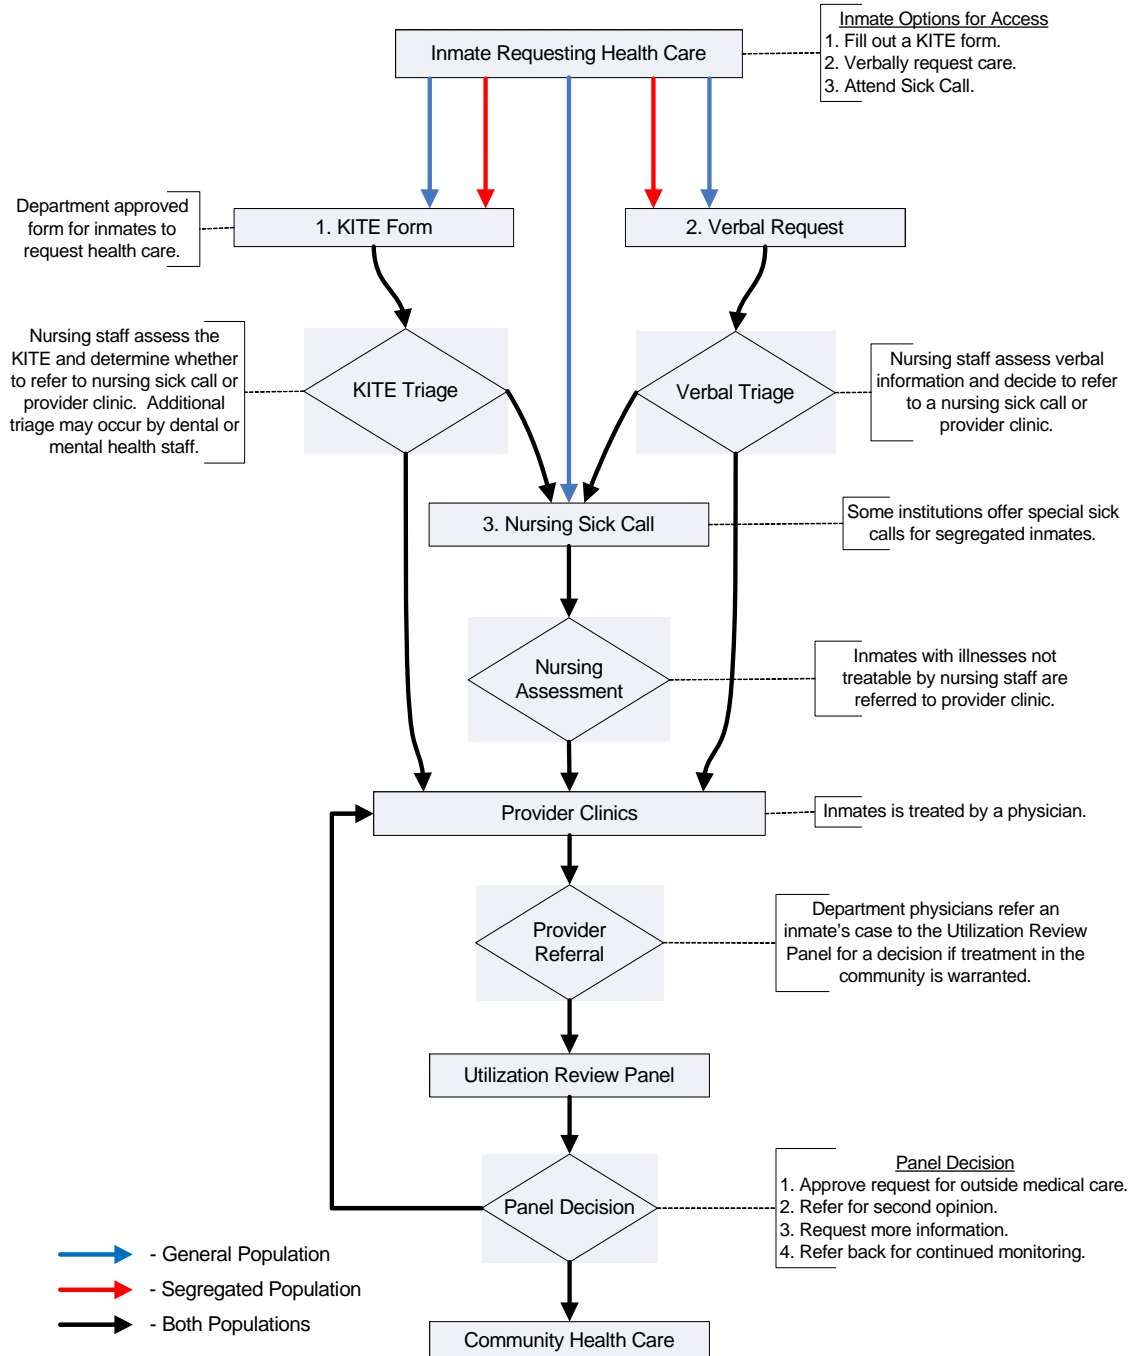 Inmate Options for Access
1. Fill out a KITE form.
2. Verbally request care.
3. Attend Sick Call.
Inmate Requesting Health Care
Department approved
form for inmates to
request health care.
1. KITE Form
2. Verbal Request
Nursing staff assess the
KITE and determine whether
to refer to nursing sick call or
provider clinic. Additional
triage may occur by dental or
mental health staff.
KITE Triage
Verbal Triage
Nursing staff assess verbal
information and decide to refer
to a nursing sick call or
provider clinic.
3. Nursing Sick Call
Some institutions offer special sick
calls for segregated inmates.
Nursing
Assessment
Inmates with illnesses not
treatable by nursing staff are
referred to provider clinic.
Provider Clinics
Inmates is treated by a physician.
Provider
Referral
Department physicians refer an
inmate's case to the Utilization Review
Panel for a decision if treatment in the
community is warranted.
Utilization Review Panel
Panel Decision
Panel Decision
1. Approve request for outside medical care.
2. Refer for second opinion.
3. Request more information.
4. Refer back for continued monitoring.
- General Population
- Segregated Population
- Both Populations
Community Health Care